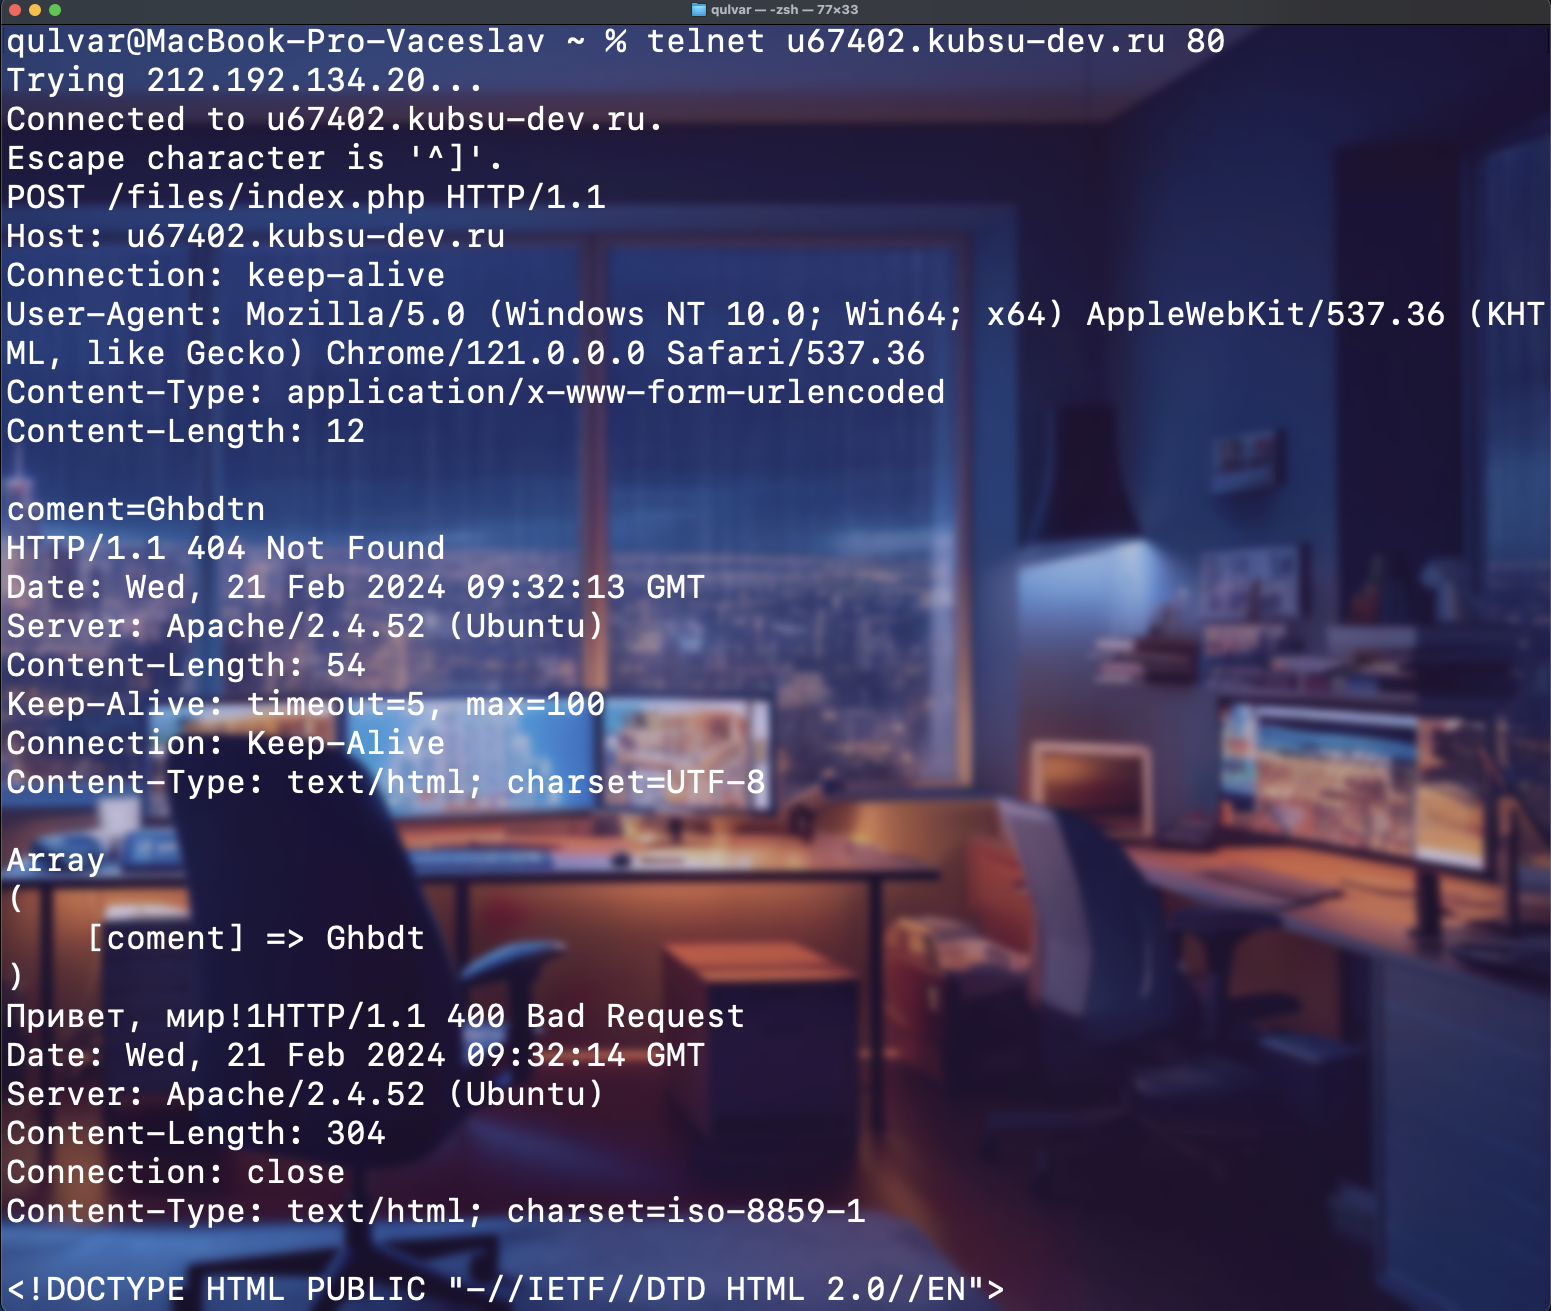 qulvar — -zsh — 77×33
qulvar@MacBook-Pro-Vaceslav ~ % telnet u67402.kubsu-dev.ru 80
Trying 212.192.134.20...
Connected to u67402.kubsu-dev.ru.
Escape character is '^]'.
POST /files/index.php HTTP/1.1
Host: u67402.kubsu-dev.ru
Connection: keep-alive
User-Agent: Mozilla/5.0 (Windows NT 10.0; Win64; x64) AppleWebKit/537.36 (KHT
ML, like Gecko) Chrome/121.0.0.0 Safari/537.36
Content-Type: application/x-www-form-urlencoded
Content-Length: 12
coment=Ghbdtn
HTTP/1.1 404 Not Found
Date: Wed, 21 Feb 2024 09:32:13 GMT
Server: Apache/2.4.52 (Ubuntu)
Content-Length: 54
Keep-Alive: timeout=5, max=100
Connection: Keep-Alive
Content-Type: text/html; charset=UTF-8
Array
(
    [coment] => Ghbdt
)
Привет, мир!1HTTP/1.1 400 Bad Request
Date: Wed, 21 Feb 2024 09:32:14 GMT
Server: Apache/2.4.52 (Ubuntu)
Content-Length: 304
Connection: close
Content-Type: text/html; charset=iso-8859-1
<!DOCTYPE HTML PUBLIC "-//IETF//DTD HTML 2.0//EN">